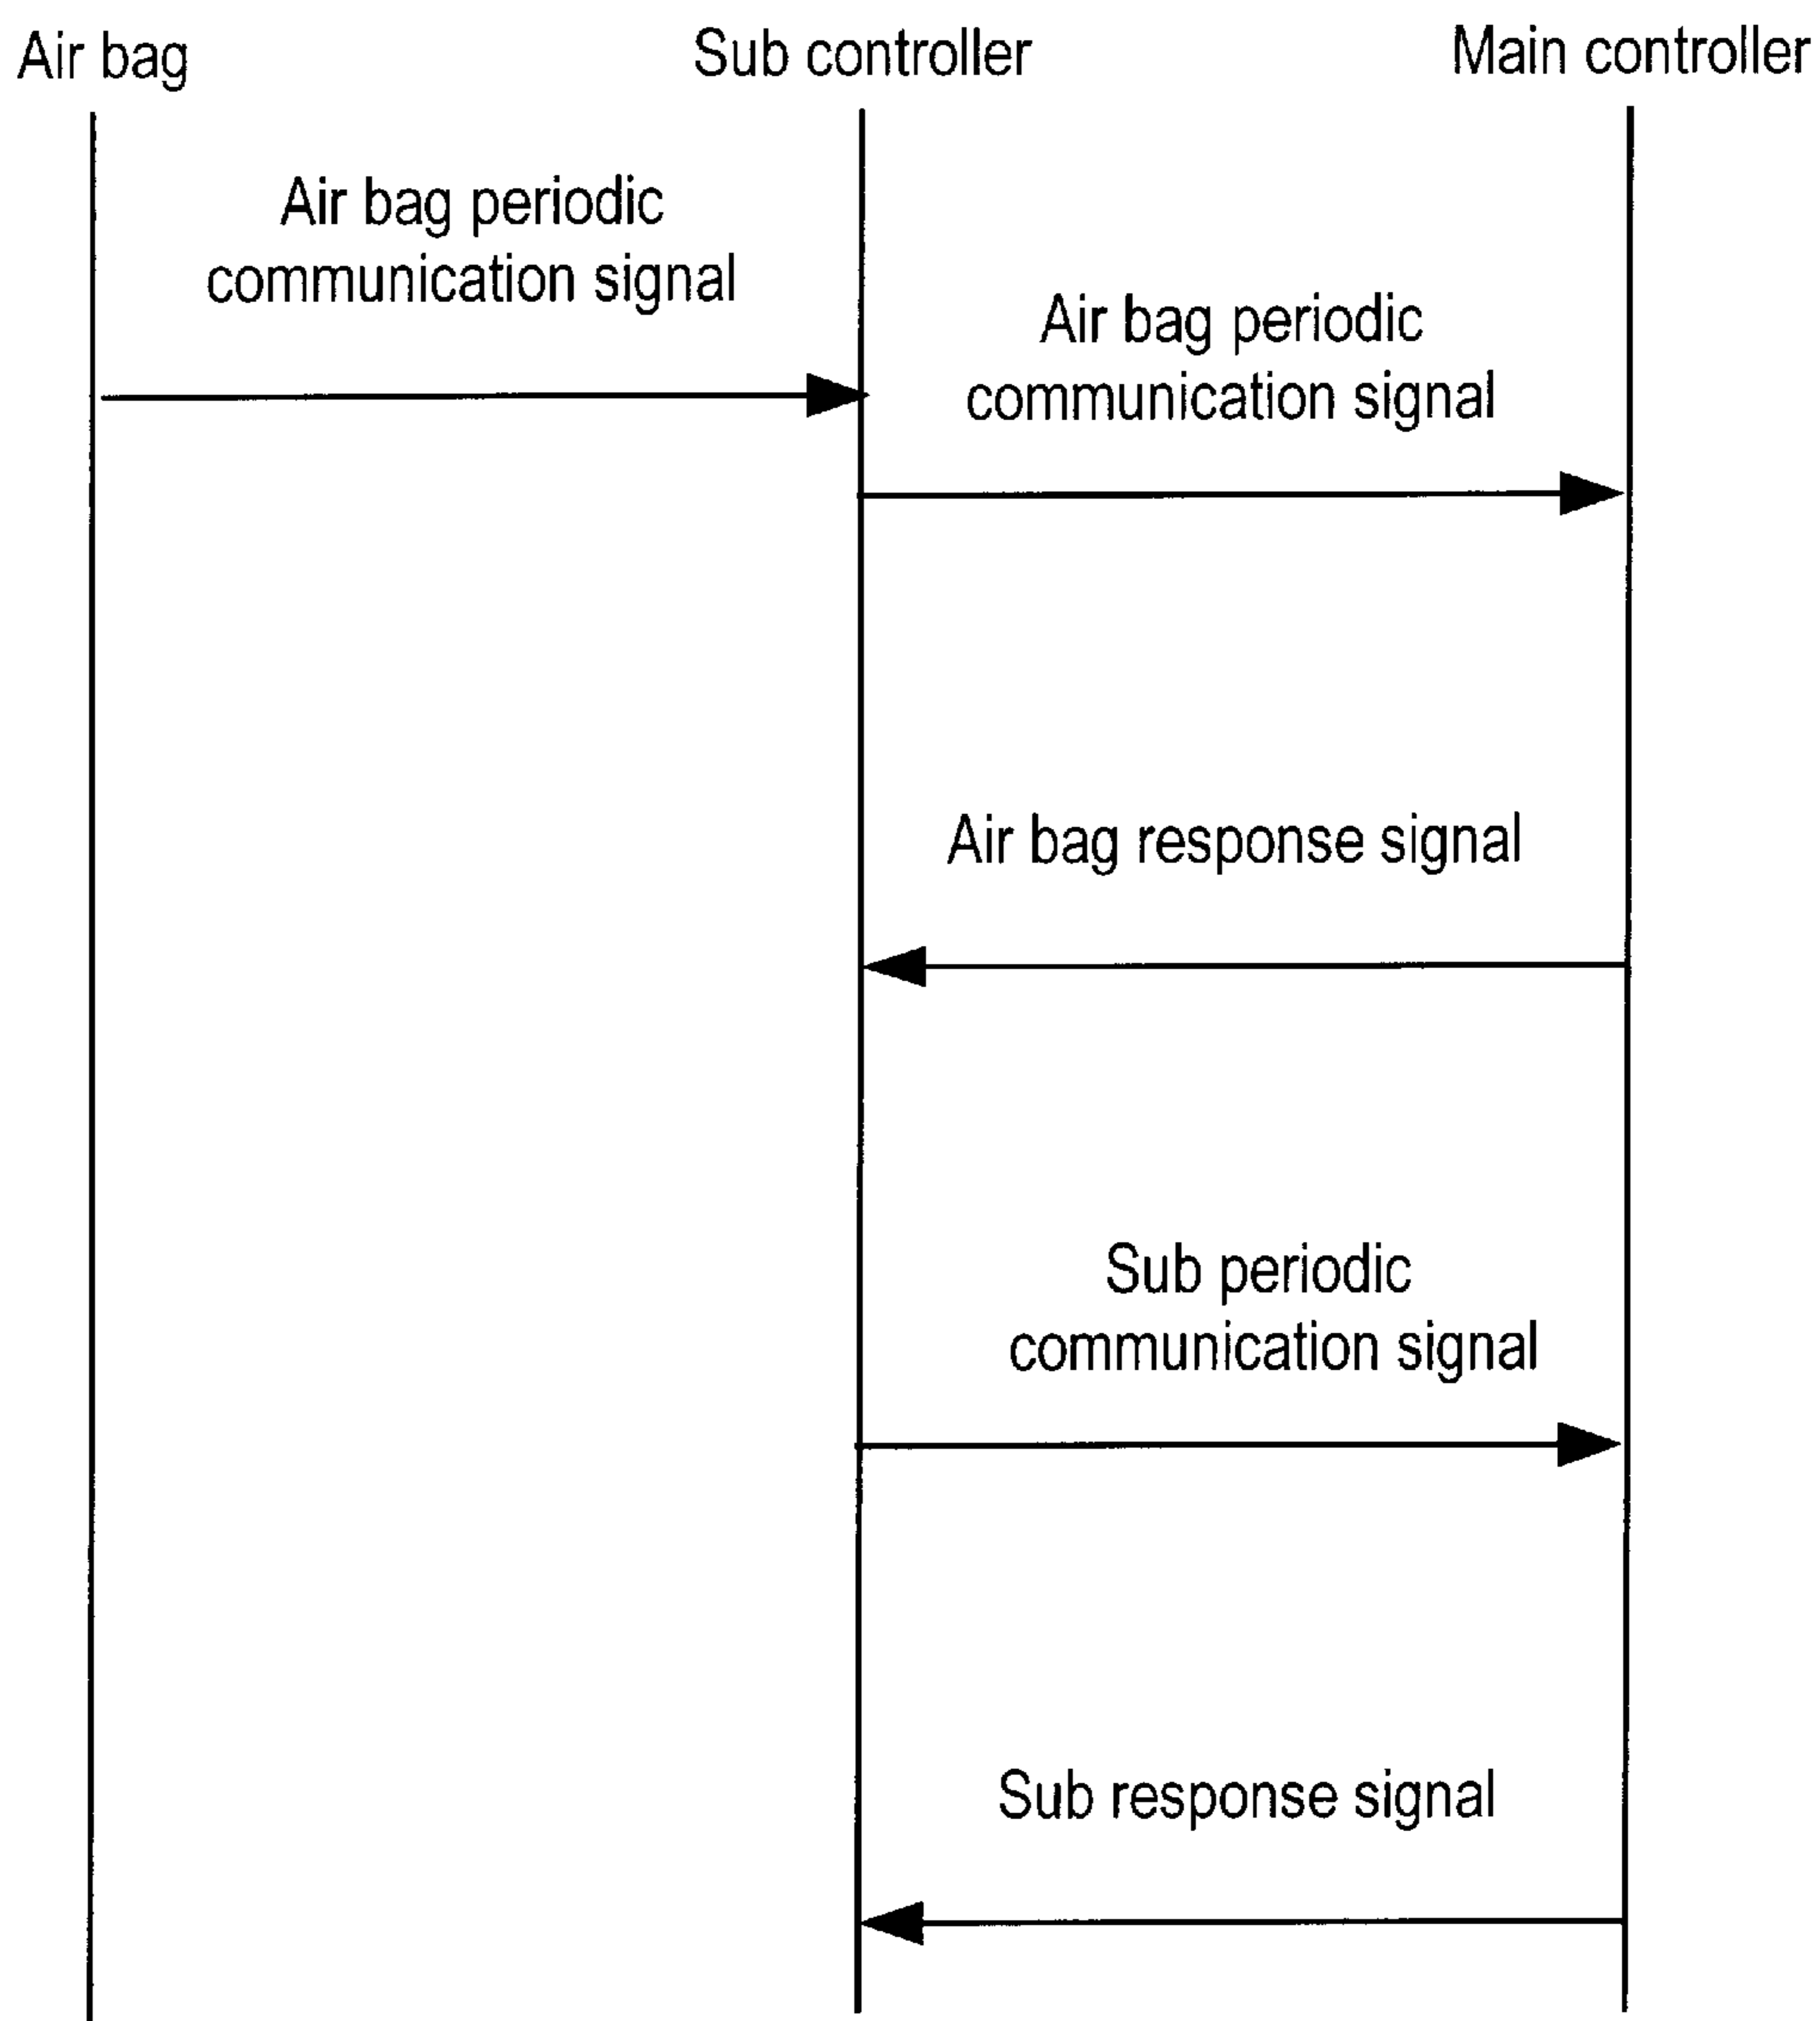 Air bag
Sub controller
Main controller
Air bag periodic
communication signal
Air bag periodic
communication signal
Air bag response signal
Sub periodic
communication signal
Sub response signal